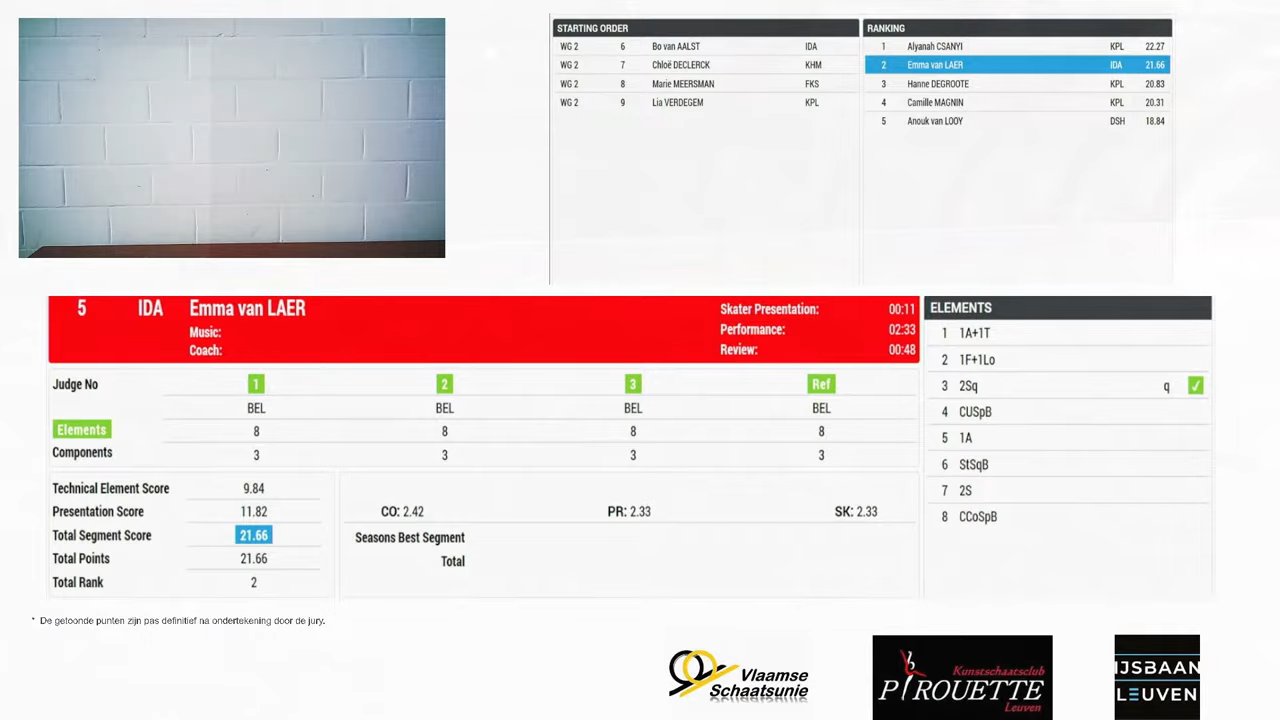 STARTING ORDER
WG 2 6 Bo van AALST IDA
WG 2 7 Chloë DECLERCK KHM
WG 2 8 Marie MEERSMAN FKS
WG 2 9 Lia VERDEGEM KPL
RANKING
1 Alyanah CSANYI KPL 22.27
2 Emma van LAER IDA 21.66
3 Hanne DEGROOTE KPL 20.83
4 Camille MAGNIN KPL 20.31
5 Anouk van LOOY DSH 18.84
5 IDA Emma van LAER
Music:
Coach:
Skater Presentation: 00:11
Performance: 02:33
Review: 00:48
Judge No 1 2 3 Ref
BEL BEL BEL BEL
Elements 8 8 8 8
Components 3 3 3 3
Technical Element Score 9.84
Presentation Score 11.82
Total Segment Score 21.66
Total Points 21.66
Total Rank 2
CO: 2.42 PR: 2.33 SK: 2.33
Seasons Best Segment
Total
ELEMENTS
1 1A+1T
2 1F+1Lo
3 2Sq q ✓
4 CUSpB
5 1A
6 StSqB
7 2S
8 CCoSpB
* De getoonde punten zijn pas definitief na ondertekening door de jury.
Vlaamse
Schaatsunie
Kunstschaatsclub
PIROUETTE
Leuven
IJSBAAN
LEUVEN